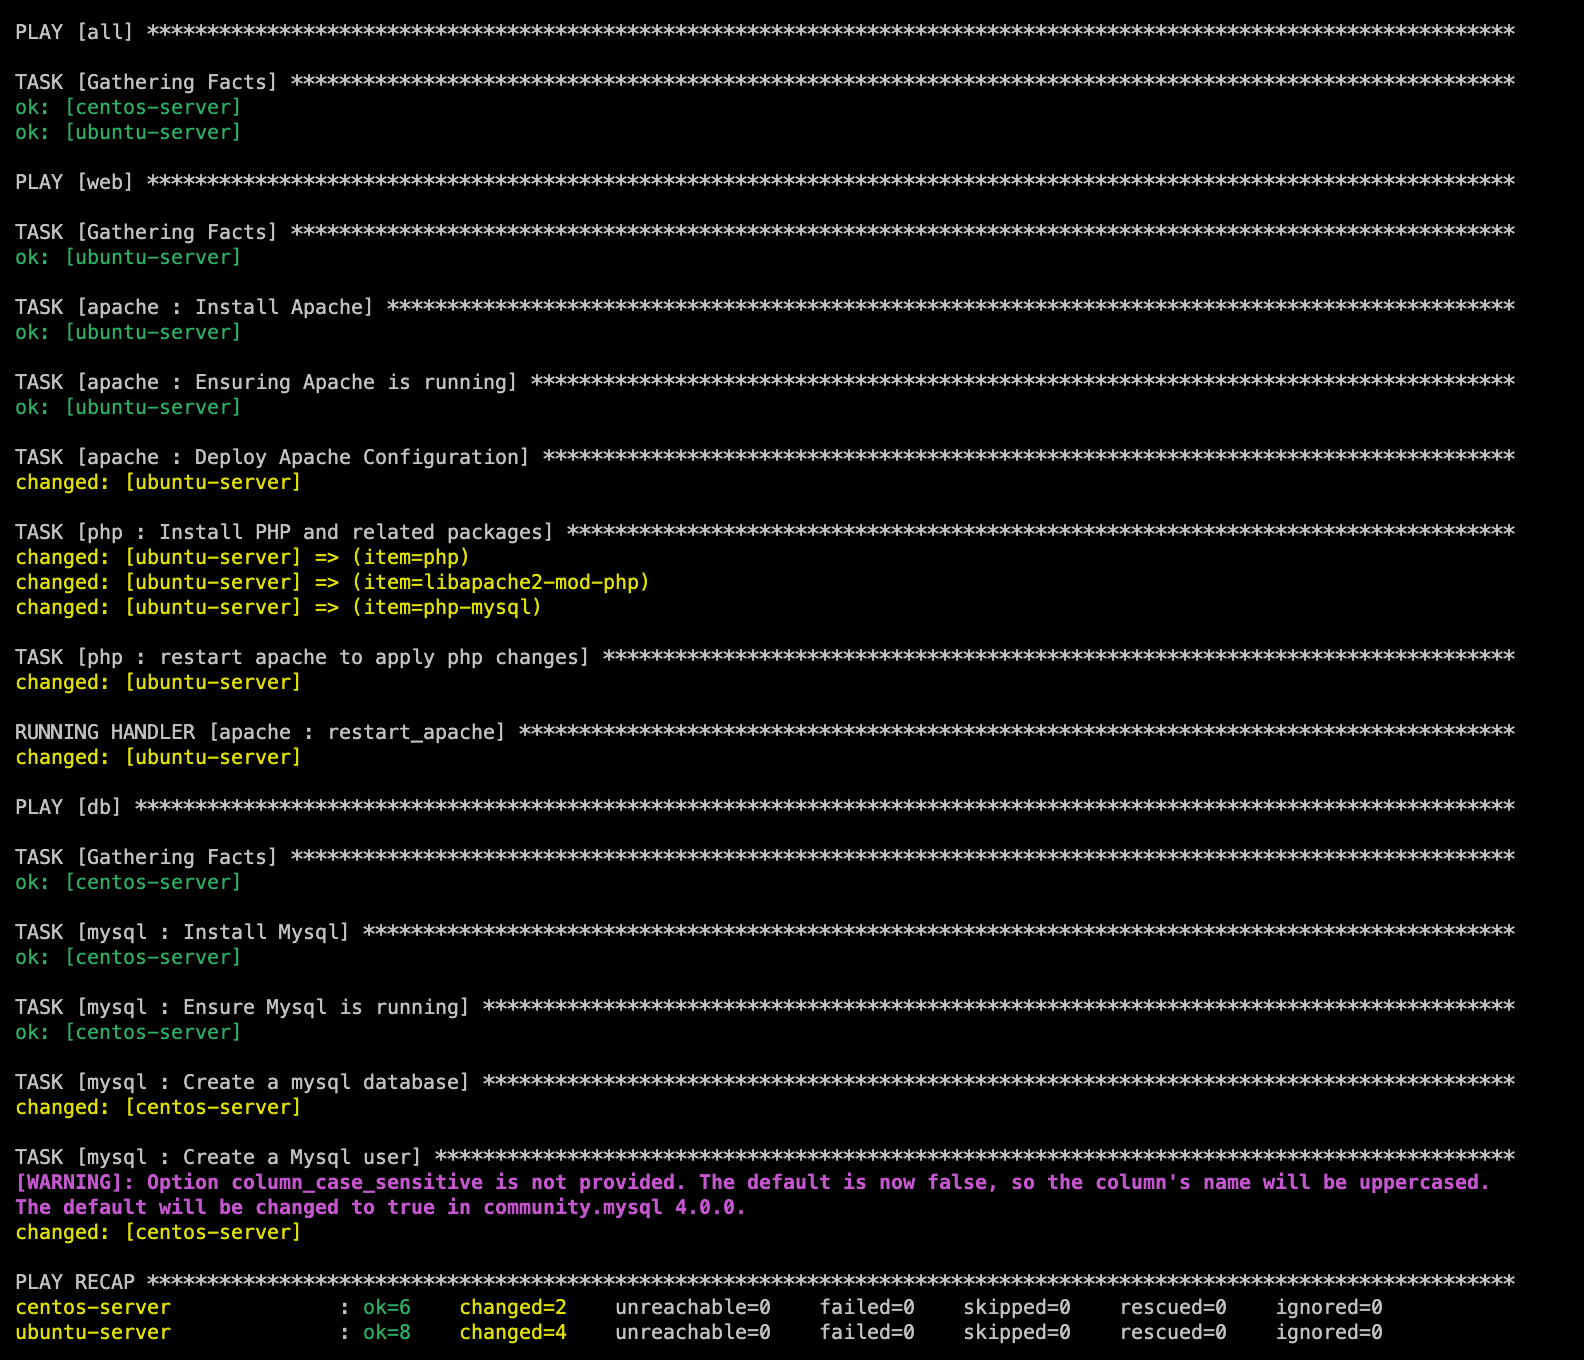 PLAY [all] ******************************************************************************************************************
TASK [Gathering Facts] ******************************************************************************************************
ok: [centos-server]
ok: [ubuntu-server]
PLAY [web] ******************************************************************************************************************
TASK [Gathering Facts] ******************************************************************************************************
ok: [ubuntu-server]
TASK [apache : Install Apache] **********************************************************************************************
ok: [ubuntu-server]
TASK [apache : Ensuring Apache is running] **********************************************************************************
ok: [ubuntu-server]
TASK [apache : Deploy Apache Configuration] *********************************************************************************
changed: [ubuntu-server]
TASK [php : Install PHP and related packages] *******************************************************************************
changed: [ubuntu-server] => (item=php)
changed: [ubuntu-server] => (item=libapache2-mod-php)
changed: [ubuntu-server] => (item=php-mysql)
TASK [php : restart apache to apply php changes] ****************************************************************************
changed: [ubuntu-server]
RUNNING HANDLER [apache : restart_apache] ***********************************************************************************
changed: [ubuntu-server]
PLAY [db] *******************************************************************************************************************
TASK [Gathering Facts] ******************************************************************************************************
ok: [centos-server]
TASK [mysql : Install Mysql] ************************************************************************************************
ok: [centos-server]
TASK [mysql : Ensure Mysql is running] **************************************************************************************
ok: [centos-server]
TASK [mysql : Create a mysql database] **************************************************************************************
changed: [centos-server]
TASK [mysql : Create a Mysql user] ******************************************************************************************
[WARNING]: Option column_case_sensitive is not provided. The default is now false, so the column's name will be uppercased.
The default will be changed to true in community.mysql 4.0.0.
changed: [centos-server]
PLAY RECAP ******************************************************************************************************************
centos-server              : ok=6    changed=2    unreachable=0    failed=0    skipped=0    rescued=0    ignored=0
ubuntu-server              : ok=8    changed=4    unreachable=0    failed=0    skipped=0    rescued=0    ignored=0